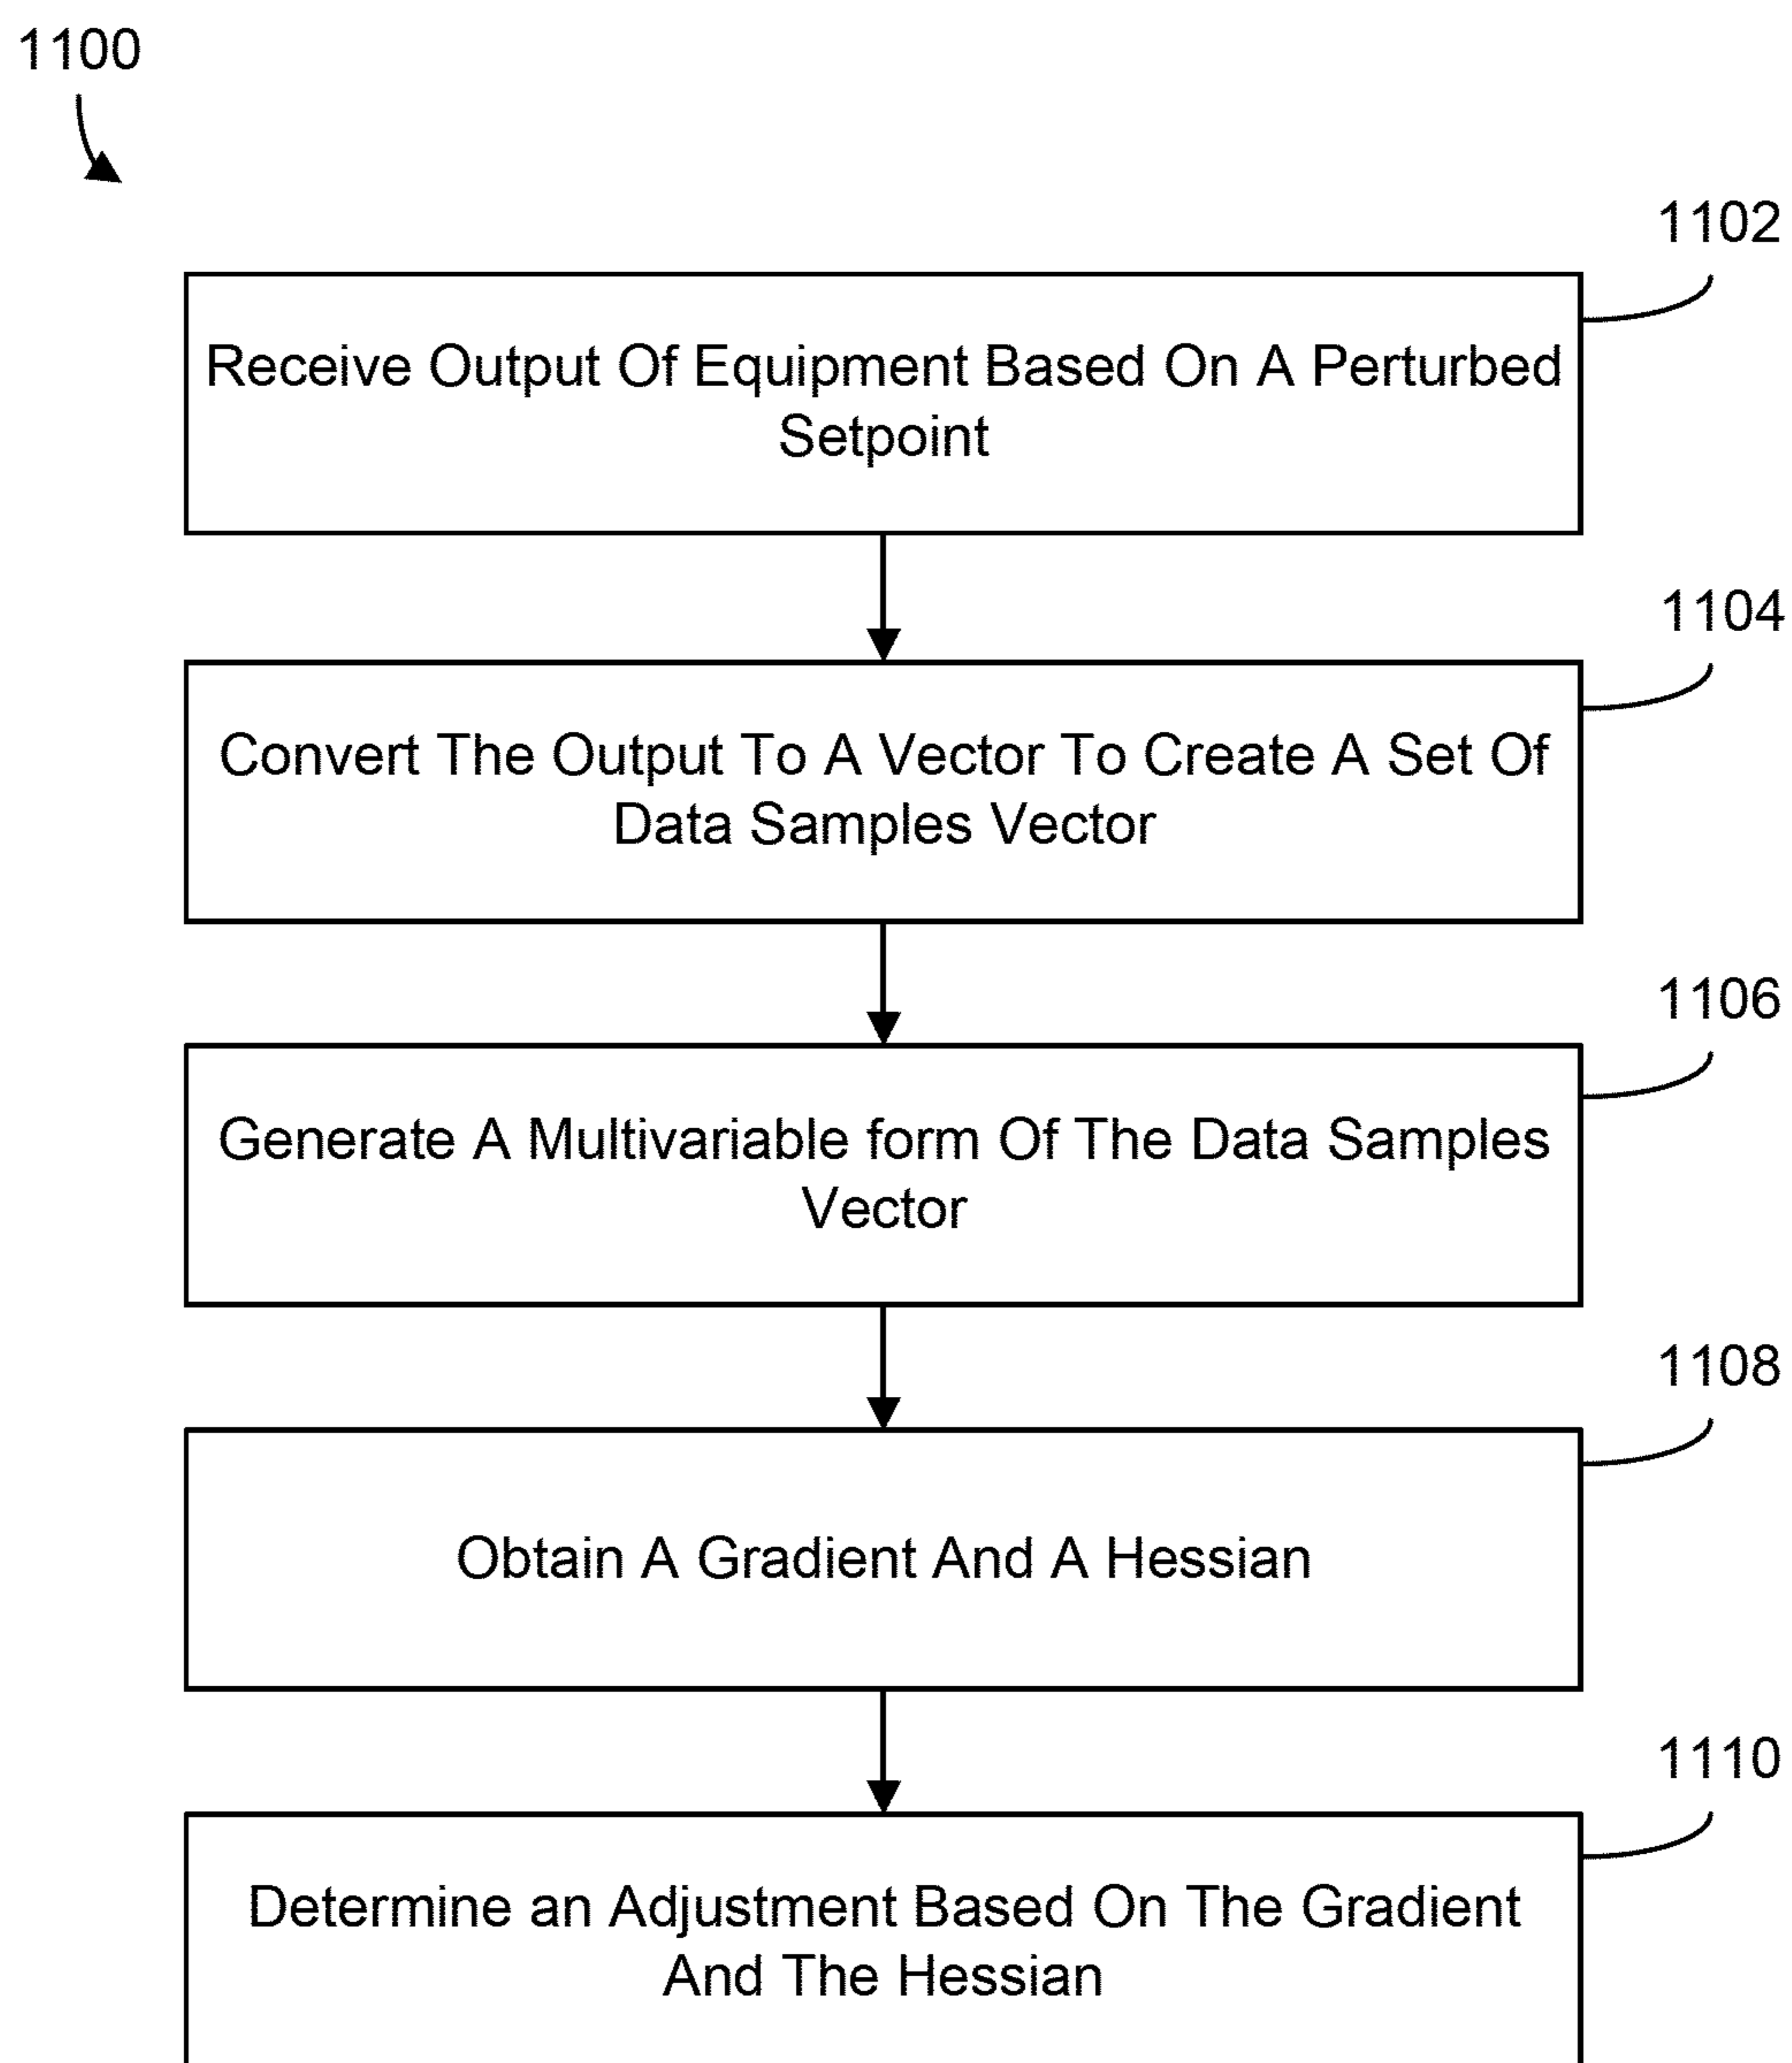 1100
1102
Receive Output Of Equipment Based On A Perturbed
Setpoint
1104
Convert The Output To A Vector To Create A Set Of
Data Samples Vector
1106
Generate A Multivariable form Of The Data Samples
Vector
1108
Obtain A Gradient And A Hessian
1110
Determine an Adjustment Based On The Gradient
And The Hessian